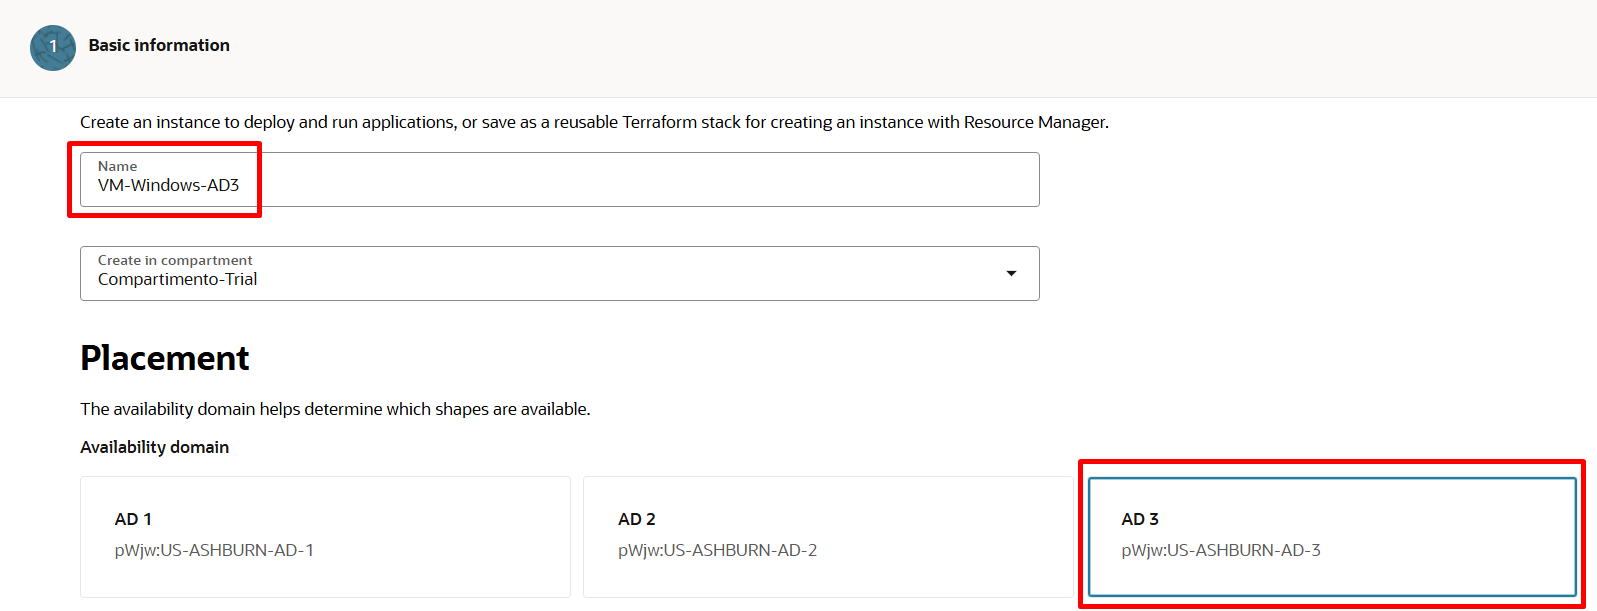 1
Basic information
Create an instance to deploy and run applications, or save as a reusable Terraform stack for creating an instance with Resource Manager.
Name
VM-Windows-AD3
Create in compartment
Compartimento-Trial
Placement
The availability domain helps determine which shapes are available.
Availability domain
AD 1
pWjw:US-ASHBURN-AD-1
AD 2
pWjw:US-ASHBURN-AD-2
AD 3
pWjw:US-ASHBURN-AD-3